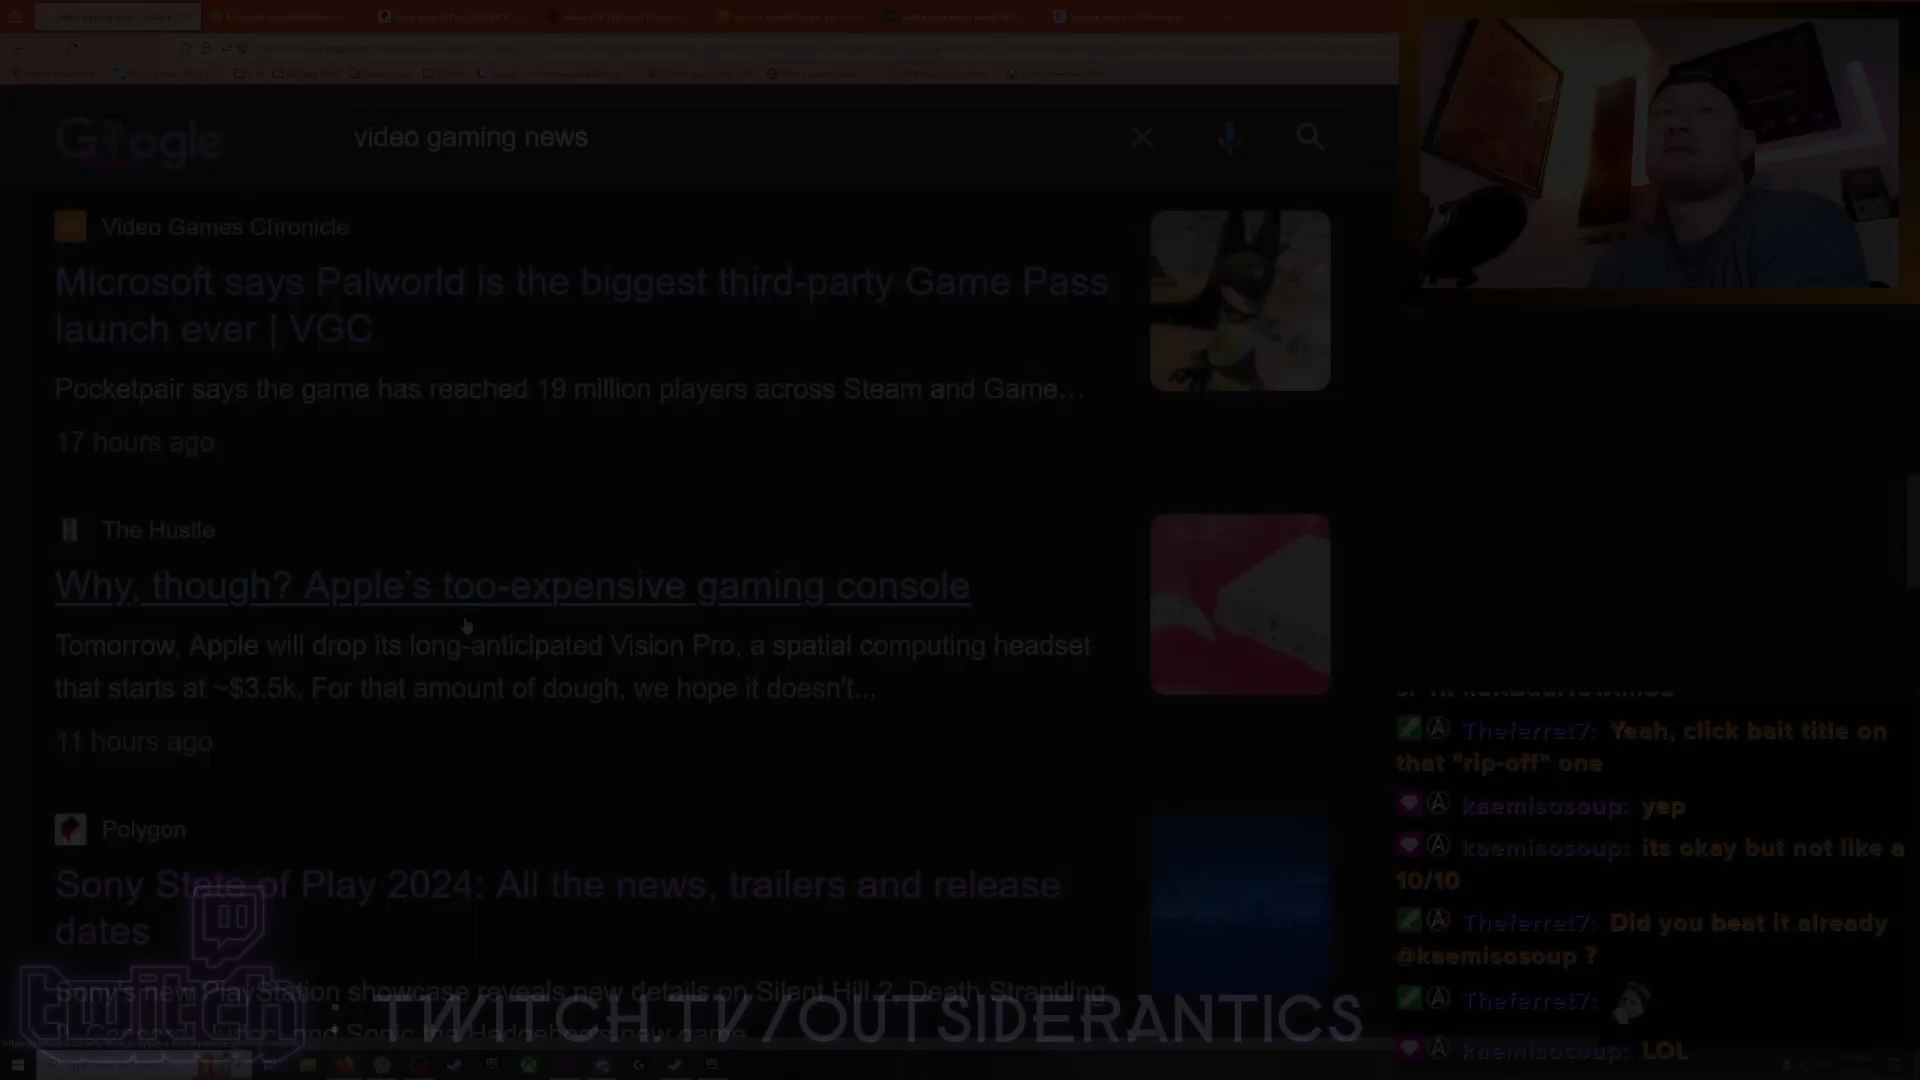 Google
video gaming news
Video Games Chronicle
Microsoft says Palworld is the biggest third-party Game Pass
launch ever | VGC
Pocketpair says the game has reached 19 million players across Steam and Game...
17 hours ago
The Hustle
Why, though? Apple's too-expensive gaming console
Tomorrow, Apple will drop its long-anticipated Vision Pro, a spatial computing headset
that starts at ~$3.5k. For that amount of dough, we hope it doesn't...
11 hours ago
Polygon
Sony State of Play 2024: All the news, trailers and release
dates
Sony's new PlayStation showcase reveals new details on Silent Hill 2, Death Stranding
Sonic the Hedgehog's new game
twitch : TWITCH.TV/OUTSIDERANTICS
Theferret7: Yeah, click bait title on
that "rip-off" one
kaemisosoup: yep
kaemisosoup: its okay but not like a
10/10
Theferret7: Did you beat it already
@kaemisosoup ?
Theferret7:
kaemisosoup: LOL